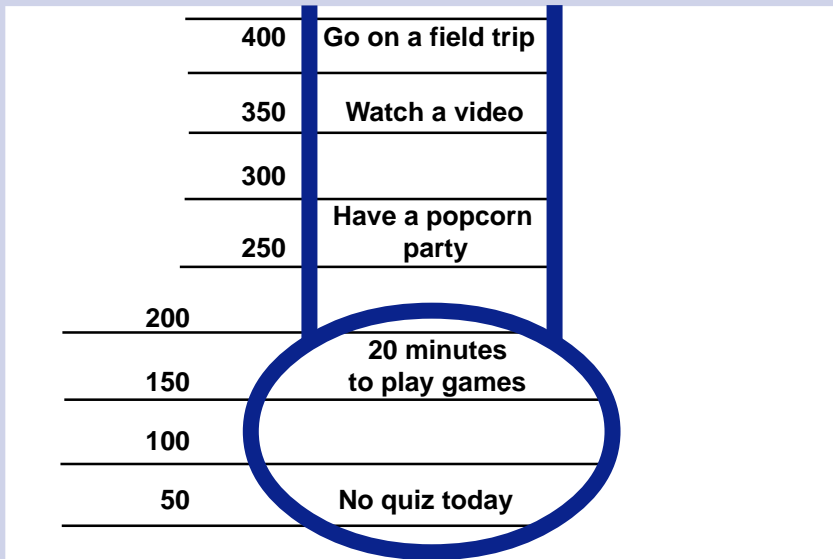 400 Go on a field trip
350 Watch a video
300
Have a popcorn
250 party
200
20 minutes
150 to play games
100
50 No quiz today